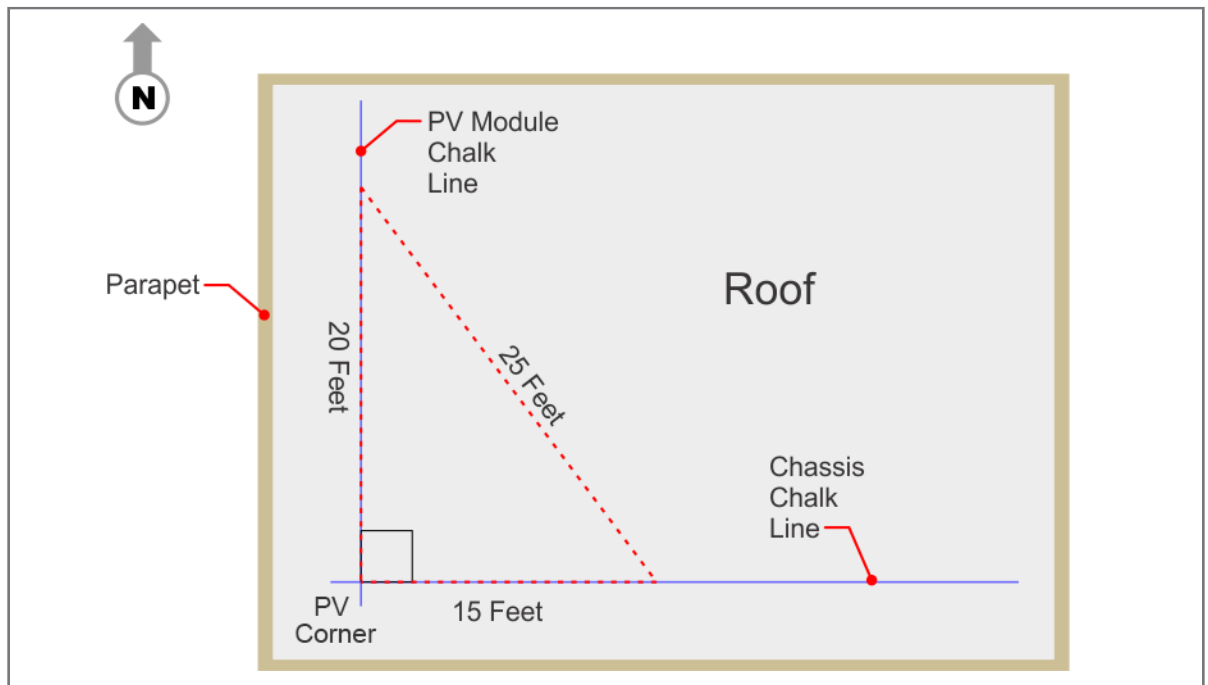 N
PV Module
Chalk
Line
Parapet
Roof
20 Feet
25 Feet
Chassis
Chalk
Line
PV
Corner
15 Feet